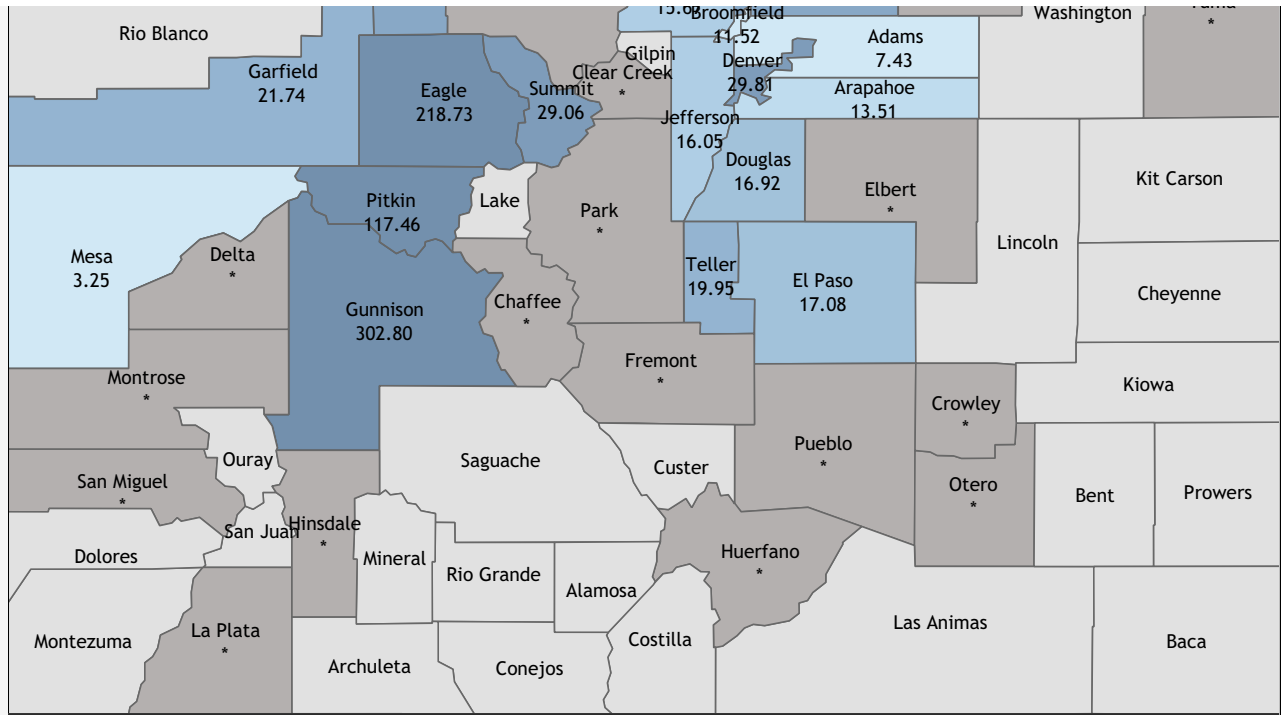 Broomfield
11.52
Washington
*
Rio Blanco
Adams
7.43
Gilpin
Garfield
21.74
Clear Creek
*
Denver
29.81
Eagle
218.73
Summit
29.06
Arapahoe
13.51
Jefferson
16.05
Douglas
16.92
Kit Carson
Elbert
*
Pitkin
117.46
Lake
Park
*
Lincoln
Mesa
3.25
Delta
*
Teller
19.95
El Paso
17.08
Cheyenne
Chaffee
*
Gunnison
302.80
Fremont
*
Montrose
*
Kiowa
Crowley
*
Pueblo
*
Ouray
Saguache
Custer
San Miguel
*
Otero
*
Bent
Prowers
San Juan
Hinsdale
*
Dolores
Mineral
Huerfano
*
Rio Grande
Alamosa
Las Animas
La Plata
*
Montezuma
Costilla
Baca
Archuleta
Conejos